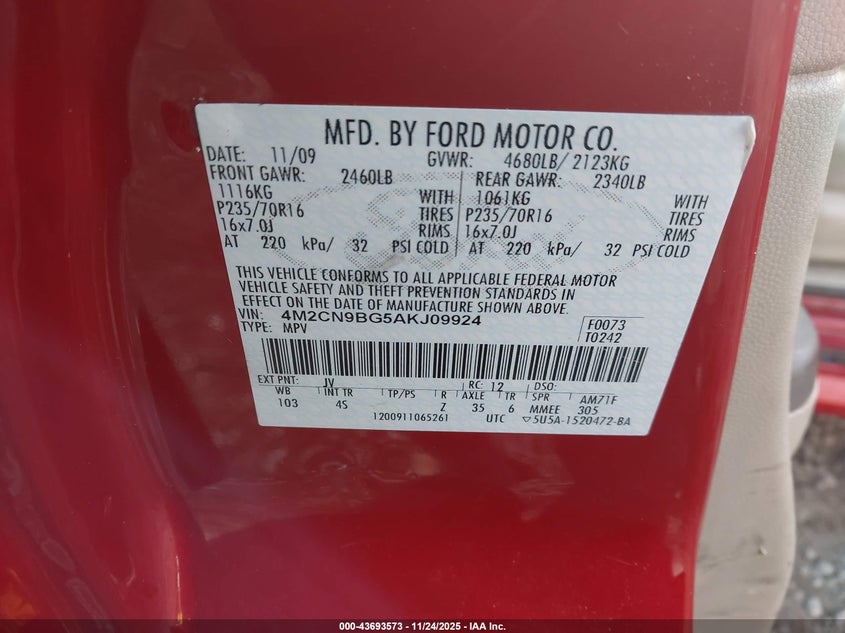 MFD. BY FORD MOTOR CO.
DATE: 11/09 GVWR: 4680LB/ 2123KG
FRONT GAWR: 2460LB REAR GAWR: 2340LB
1116KG WITH 1061KG WITH
P235/70R16 TIRES P235/70R16 TIRES
16x7.0J RIMS 16x7.0J RIMS
AT 220 kPa/ 32 PSI COLD AT 220 kPa/ 32 PSI COLD
THIS VEHICLE CONFORMS TO ALL APPLICABLE FEDERAL MOTOR
VEHICLE SAFETY AND THEFT PREVENTION STANDARDS IN
EFFECT ON THE DATE OF MANUFACTURE SHOWN ABOVE.
VIN: 4M2CN9BG5AKJ09924 F0073
TYPE: MPV T0242
EXT PNT: JV RC: 12 DSO:
WB INT TR TP/PS R AXLE TR SPR AM71F
103 4S Z 35 6 MMEE 305
1200911065261 UTC ▽5U5A-1520472-BA
000-43693573 - 11/24/2025 - IAA Inc.